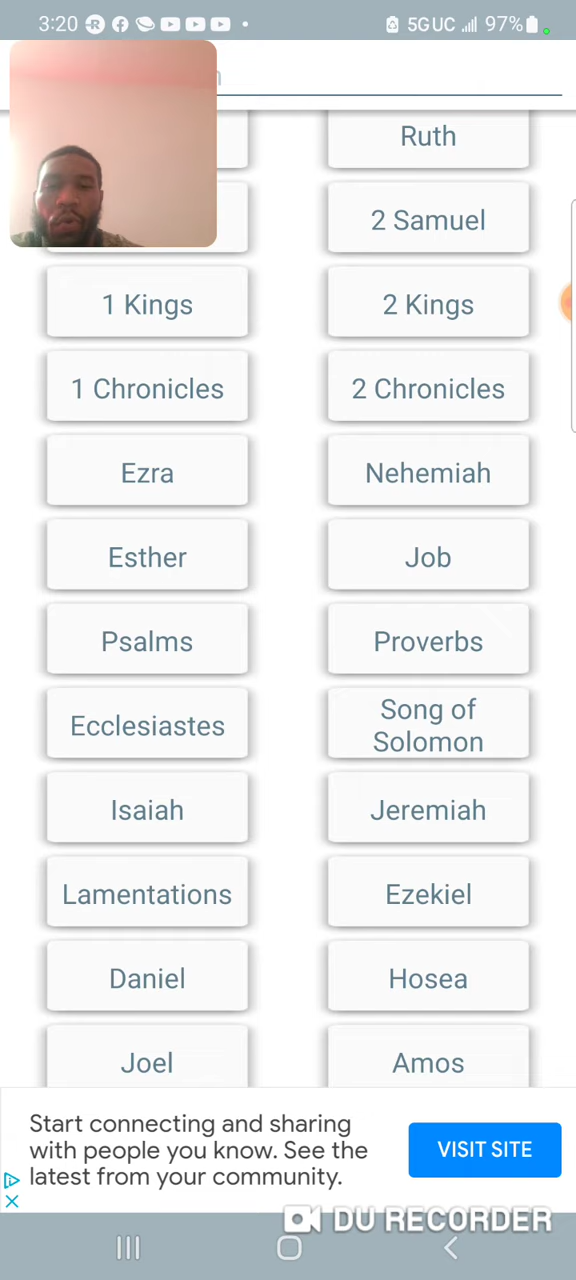 3:20
5G UC
97%
Ruth
2 Samuel
1 Kings
2 Kings
1 Chronicles
2 Chronicles
Ezra
Nehemiah
Esther
Job
Psalms
Proverbs
Ecclesiastes
Song of
Solomon
Isaiah
Jeremiah
Lamentations
Ezekiel
Daniel
Hosea
Joel
Amos
Start connecting and sharing
with people you know. See the
latest from your community.
VISIT SITE
DU RECORDER